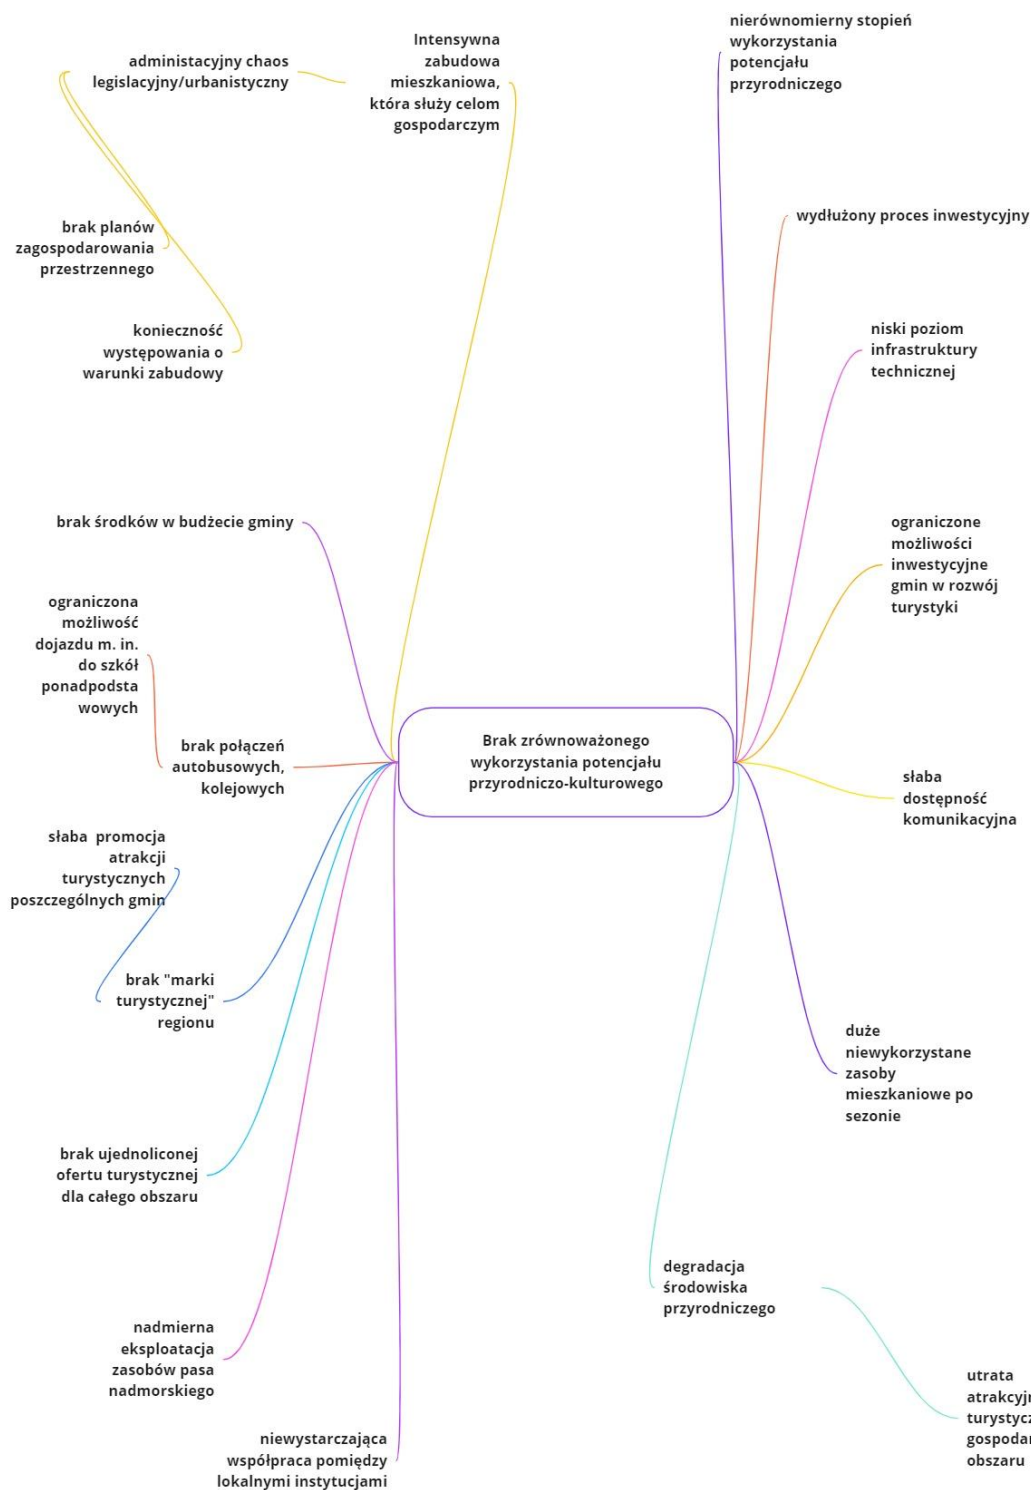 Intensywna
zabudowa
mieszkaniowa,
która służy celom
gospodarczym
administacyjny chaos
legislacyjny/urbanistyczny
brak planów
zagospodarowania
przestrzennego
konieczność
występowania o
warunki zabudowy
brak środków w budżecie gminy
ograniczona
możliwość
dojazdu m. in.
do szkół
ponadpodsta
wowych
brak połączeń
autobusowych,
kolejowych
słaba promocja
atrakcji
turystycznych
poszczególnych gmin
brak "marki
turystycznej"
regionu
brak ujednoliconej
ofertu turystycznej
dla całego obszaru
nadmierna
eksploatacja
zasobów pasa
nadmorskiego
niewystarczająca
współpraca pomiędzy
lokalnymi instytucjami
Brak zrównoważonego
wykorzystania potencjału
przyrodniczo-kulturowego
nierównomierny stopień
wykorzystania
potencjału
przyrodniczego
wydłużony proces inwestycyjny
niski poziom
infrastruktury
technicznej
ograniczone
możliwości
inwestycyjne
gmin w rozwój
turystyki
słaba
dostępność
komunikacyjna
duże
niewykorzystane
zasoby
mieszkaniowe po
sezonie
degradacja
środowiska
przyrodniczego
utrata
obszaru